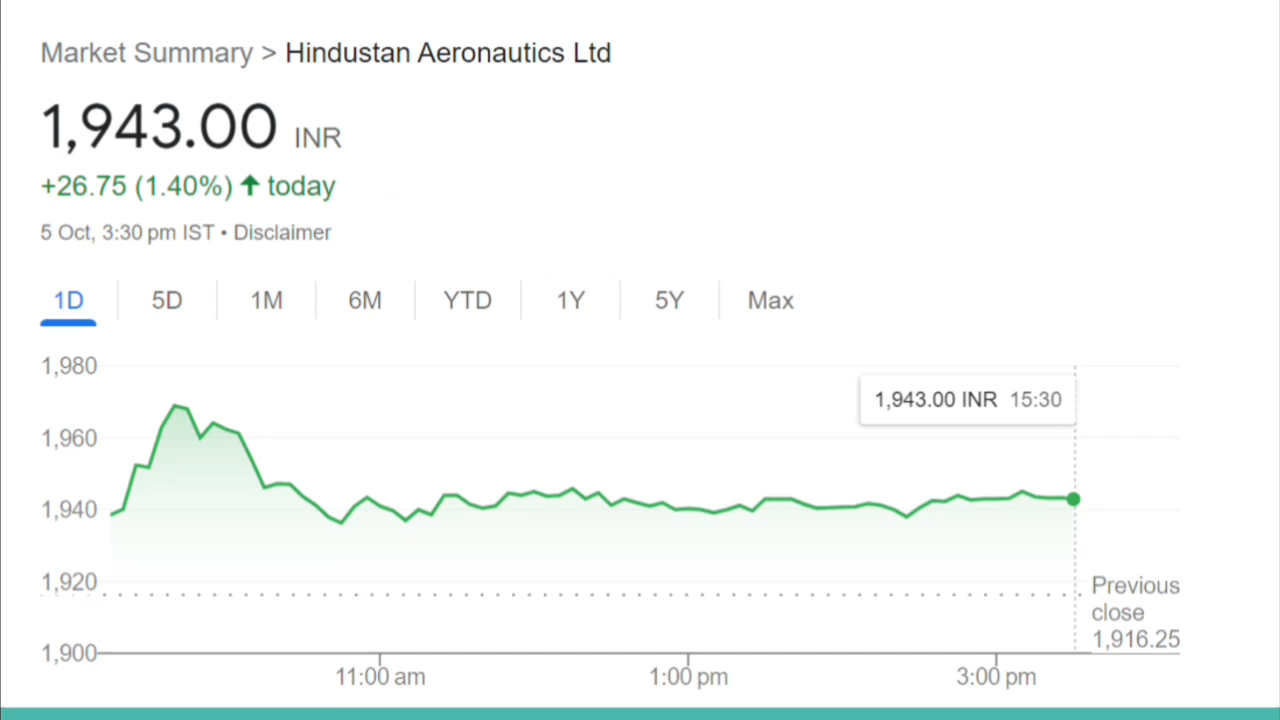 Market Summary > Hindustan Aeronautics Ltd
1,943.00 INR
+26.75 (1.40%) ↑ today
5 Oct, 3:30 pm IST • Disclaimer
1D 5D 1M 6M YTD 1Y 5Y Max
1,980
1,943.00 INR 15:30
1,960
1,940
1,920
Previous
close
1,916.25
1,900
11:00 am 1:00 pm 3:00 pm